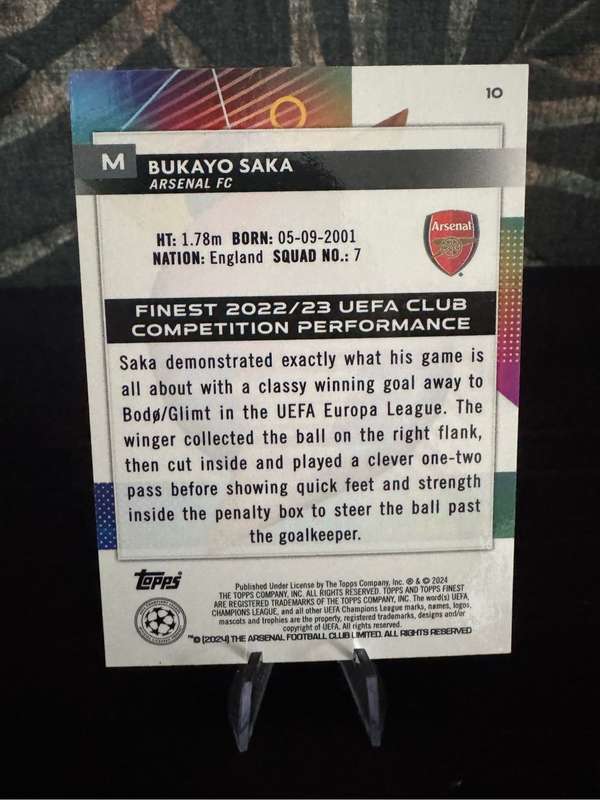 10
M BUKAYO SAKA
ARSENAL FC
HT: 1.78m BORN: 05-09-2001
NATION: England SQUAD NO.: 7
Arsenal
FINEST 2022/23 UEFA CLUB
COMPETITION PERFORMANCE
Saka demonstrated exactly what his game is
all about with a classy winning goal away to
Bodø/Glimt in the UEFA Europa League. The
winger collected the ball on the right flank,
then cut inside and played a clever one-two
pass before showing quick feet and strength
inside the penalty box to steer the ball past
the goalkeeper.
Topps
Published Under License by The Topps Company, Inc. ® & © 2024
THE TOPPS COMPANY, INC. ALL RIGHTS RESERVED. TOPPS AND TOPPS FINEST
ARE REGISTERED TRADEMARKS OF THE TOPPS COMPANY, INC. The word(s) UEFA,
CHAMPIONS LEAGUE, and all other UEFA Champions League marks, names, logos,
mascots and trophies are the property, registered trademarks, designs and/or
copyright of UEFA. All rights reserved.
™© [2024] THE ARSENAL FOOTBALL CLUB LIMITED. ALL RIGHTS RESERVED